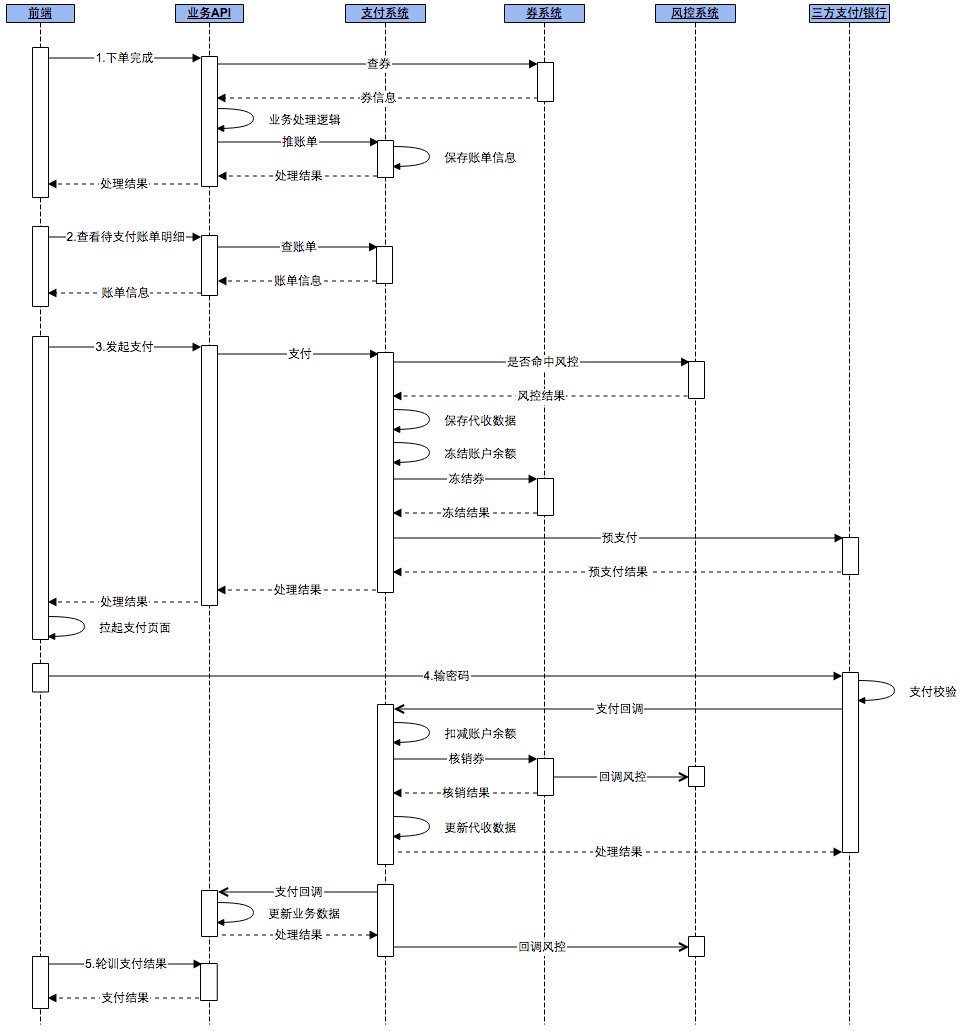 前端
业务API
支付系统
券系统
风控系统
三方支付/银行
1.下单完成
查券
券信息
业务处理逻辑
推账单
保存账单信息
处理结果
处理结果
2.查看待支付账单明细
查账单
账单信息
账单信息
3.发起支付
支付
是否命中风控
风控结果
保存代收数据
冻结账户余额
冻结券
冻结结果
预支付
预支付结果
处理结果
处理结果
拉起支付页面
4.输密码
支付校验
支付回调
扣减账户余额
核销券
回调风控
核销结果
更新代收数据
处理结果
支付回调
更新业务数据
处理结果
回调风控
5.轮训支付结果
支付结果